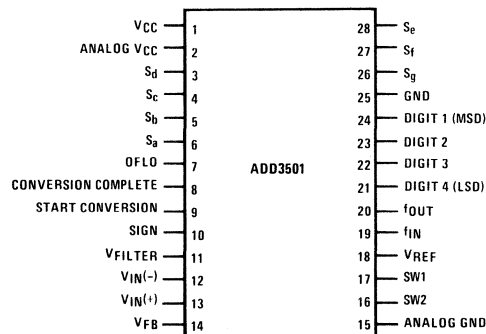 VCC 1
ANALOG VCC 2
Sd 3
Sc 4
Sb 5
Sa 6
OFLO 7
CONVERSION COMPLETE 8
START CONVERSION 9
SIGN 10
VFILTER 11
VIN(-) 12
VIN(+) 13
VFB 14
ADD3501
28 Se
27 Sf
26 Sg
25 GND
24 DIGIT 1 (MSD)
23 DIGIT 2
22 DIGIT 3
21 DIGIT 4 (LSD)
20 fOUT
19 fIN
18 VREF
17 SW1
16 SW2
15 ANALOG GND